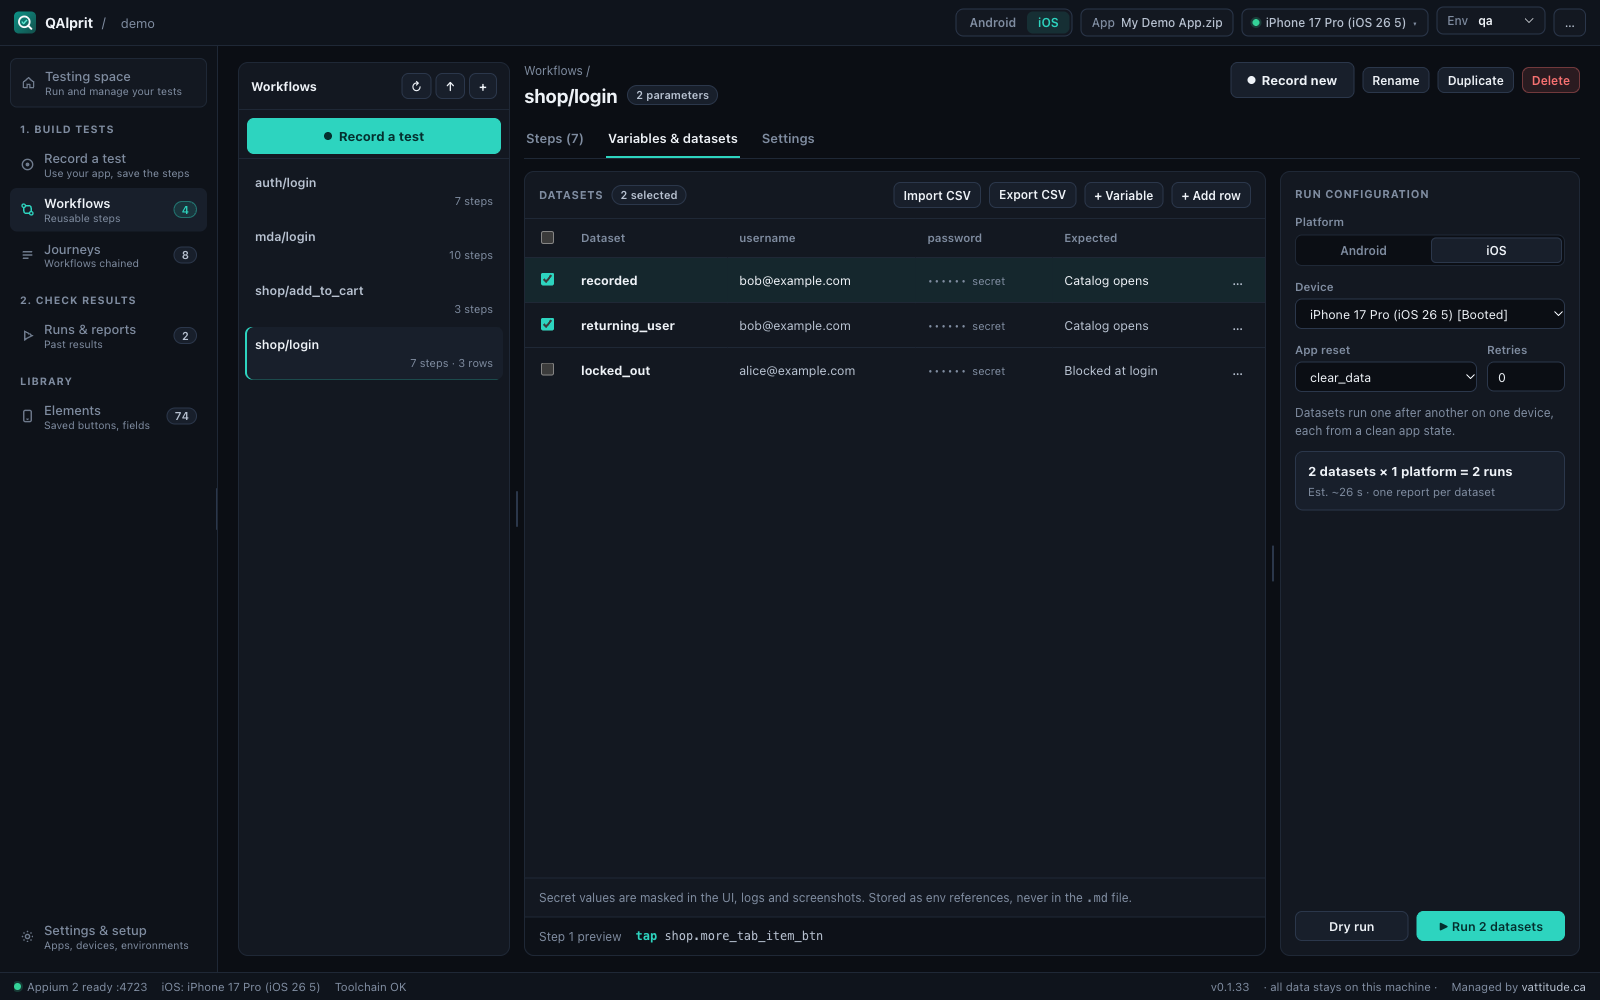 QAlprit / demo
Android iOS
App My Demo App.zip
iPhone 17 Pro (iOS 26 5)
Env qa
...
Testing space
Run and manage your tests
1. BUILD TESTS
Record a test
Use your app, save the steps
Workflows
Reusable steps
4
Journeys
Workflows chained
8
2. CHECK RESULTS
Runs & reports
Past results
2
LIBRARY
Elements
Saved buttons, fields
74
Settings & setup
Apps, devices, environments
Workflows
Record a test
auth/login
7 steps
mda/login
10 steps
shop/add_to_cart
3 steps
shop/login
7 steps · 3 rows
Workflows /
shop/login 2 parameters
Record new Rename Duplicate Delete
Steps (7) Variables & datasets Settings
DATASETS 2 selected Import CSV Export CSV + Variable + Add row
Dataset username password Expected
recorded bob@example.com •••••• secret Catalog opens ...
returning_user bob@example.com •••••• secret Catalog opens ...
locked_out alice@example.com •••••• secret Blocked at login ...
Secret values are masked in the UI, logs and screenshots. Stored as env references, never in the .md file.
Step 1 preview tap shop.more_tab_item_btn
RUN CONFIGURATION
Platform
Android iOS
Device
iPhone 17 Pro (iOS 26 5) [Booted]
App reset Retries
clear_data 0
Datasets run one after another on one device,
each from a clean app state.
2 datasets × 1 platform = 2 runs
Est. ~26 s · one report per dataset
Dry run ▶ Run 2 datasets
Appium 2 ready :4723 iOS: iPhone 17 Pro (iOS 26 5) Toolchain OK
v0.1.33 · all data stays on this machine · Managed by vattitude.ca